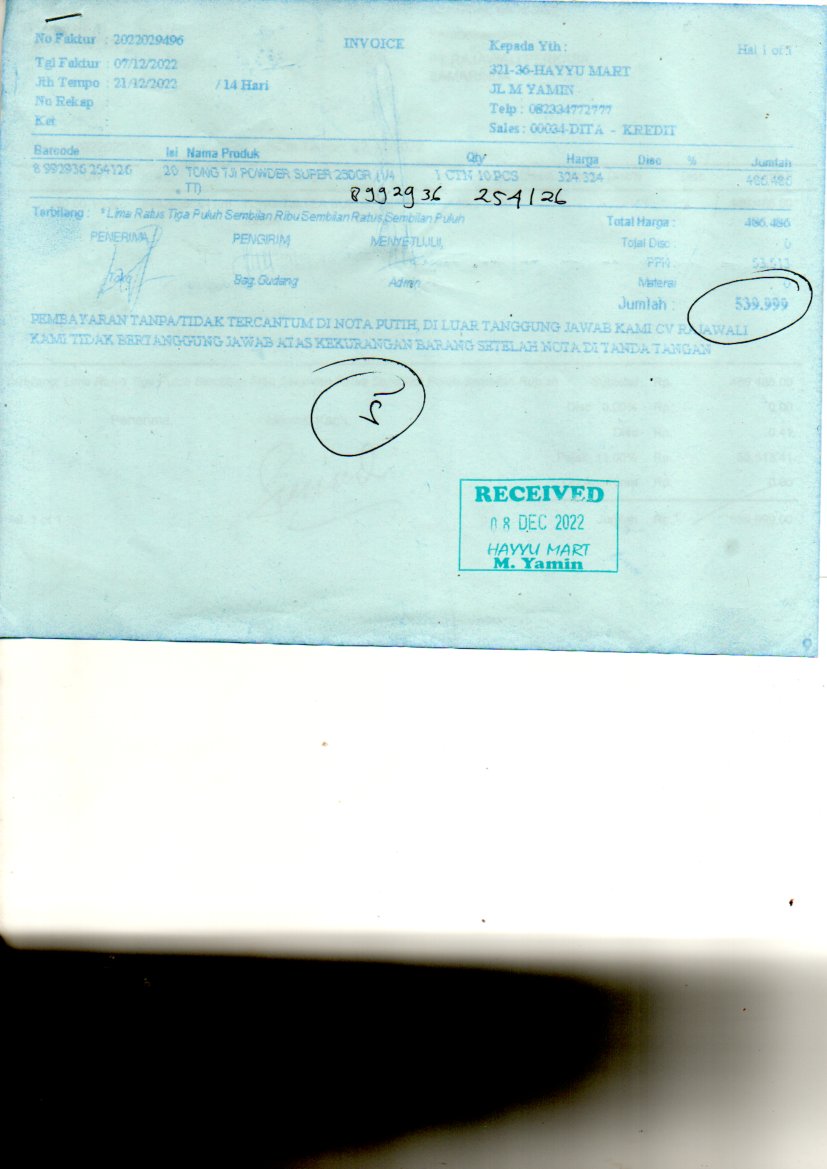 No Faktur : 2022029496
INVOICE
Kepada Yth :
Hal 1 of
Tgl Faktur : 07/12/2022
321-36-HAYYU MART
Jth Tempo : 21/12/2022 / 14 Hari
JL M YAMIN
No Rekap :
Telp : 082334772777
Ket
Sales : 00034-DITA - KREDIT
Barcode Isi Nama Produk Qty Harga Disc % Jumlah
8 992936 254126 20 TONG TJI POWDER SUPER 250GR 1 CTN 10 PCS 324.324 486.486
TT)
8992936 254126
Terbilang : *Lima Ratus Tiga Puluh Sembilan Ribu Sembilan Ratus Sembilan Puluh
Total Harga : 486.486
PENERIMA PENGIRIM MENYETUJUI,
Total Disc : 0
PPN : 53.513
Bag. Gudang Admin
Materai 0
Jumlah : 539.999
PEMBAYARAN TANPA/TIDAK TERCANTUM DI NOTA PUTIH, DI LUAR TANGGUNG JAWAB KAMI CV RAJAWALI
KAMI TIDAK BERTANGGUNG JAWAB ATAS KEKURANGAN BARANG SETELAH NOTA DI TANDA TANGAN
RECEIVED
08 DEC 2022
HAYYU MART
M. Yamin